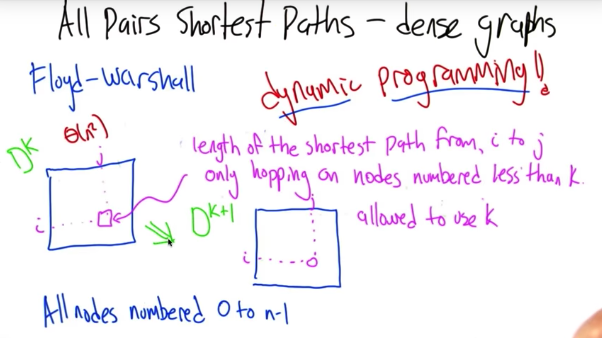 All Pairs Shortest Paths – dense graphs
Floyd-Warshall
dynamic programming!
Θ(n²)
D^k
length of the shortest path from i to j
only hopping on nodes numbered less than k.
i
D^k+1
j
allowed to use k
i
All nodes numbered 0 to n-1